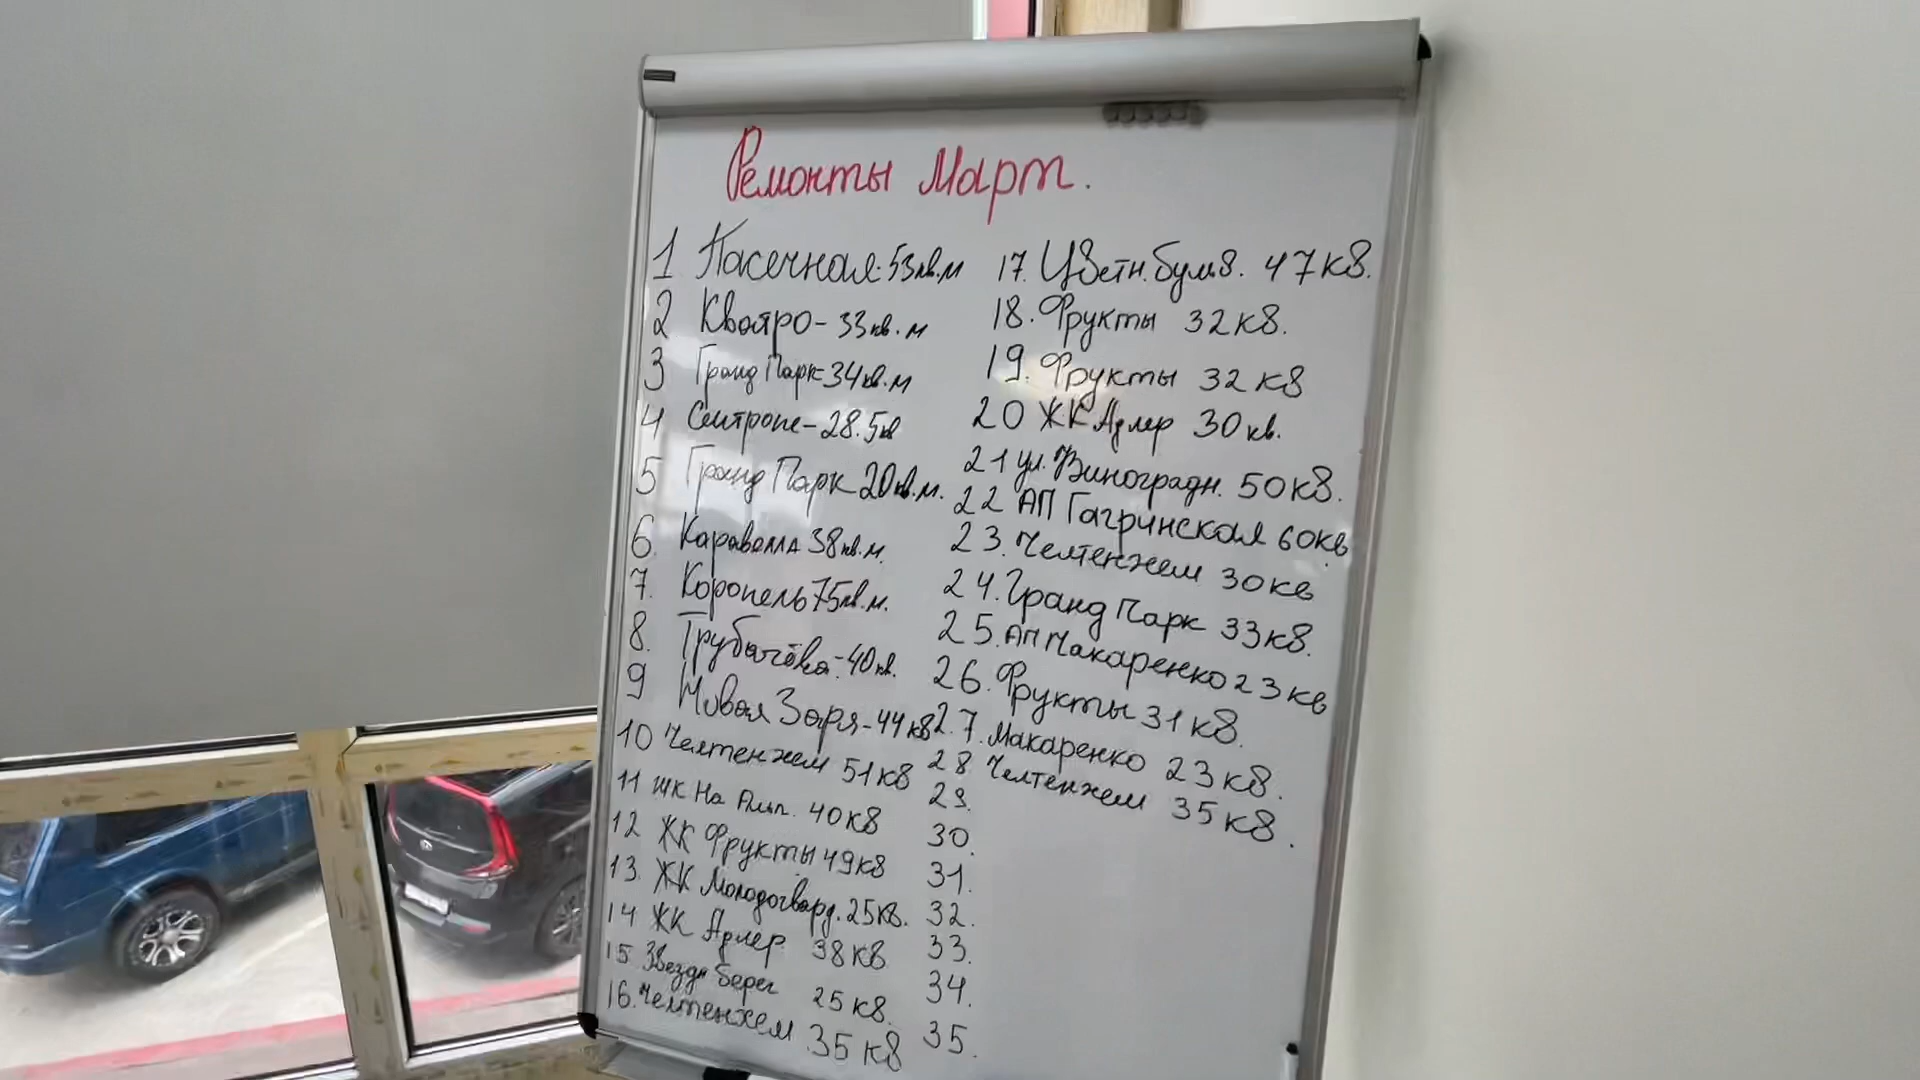 Ремонты Март.
1 Пасечная-53кв.м
2 Кватро-33кв.м
3 Гранд Парк-34кв.м
4 Сентропе-28.5кв
5 Гранд Парк 20кв.м.
6. Каравелла 38кв.м.
7. Коропель 75кв.м.
8. Трубачёва-40кв.
9 Новая Заря-44кв
10 Челтенхем 51кв
11 ЖК На Альп. 40кв
12 ЖК Фрукты 49кв
13. ЖК Молодогвард. 25кв.
14 ЖК Адлер 38кв
15 Звездн берег 25кв.
16. Челтенхем 35кв
17. Цветн. бульв. 47кв.
18. Фрукты 32кв.
19. Фрукты 32кв
20 ЖК Адлер 30кв.
21 ул. Виноградн. 50кв.
22 АП Гагринская 60кв
23. Челтенхем 30кв
24. Гранд Парк 33кв.
25. АП Макаренко 23кв
26. Фрукты 31кв.
27. Макаренко 23кв.
28 Челтенхем 35кв.
29.
30.
31.
32.
33.
34.
35.